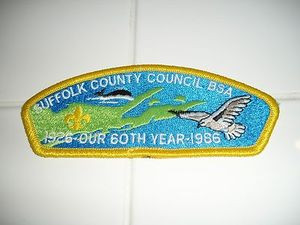 SUFFOLK COUNTY COUNCIL-BSA
1926-OUR 60TH YEAR-1986